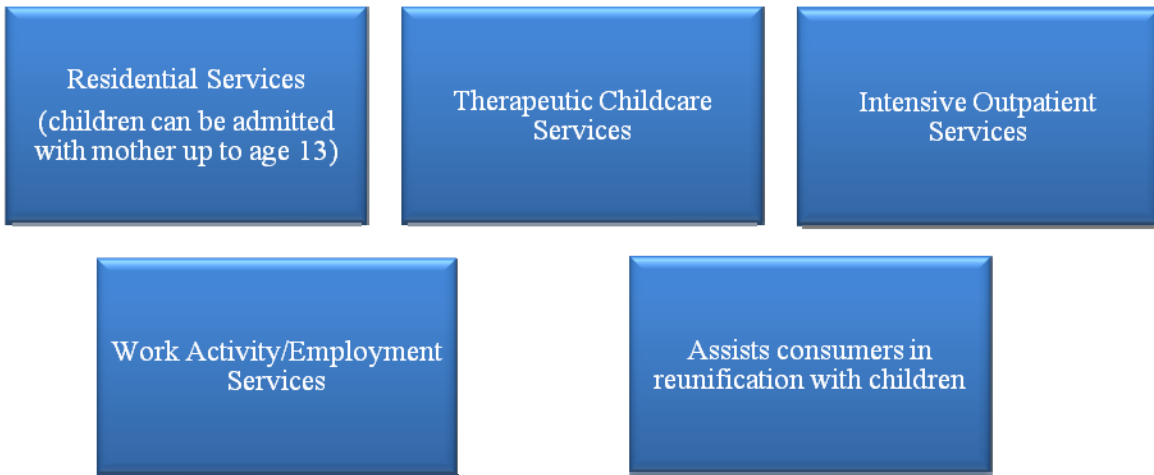 Residential Services
(children can be admitted
with mother up to age 13)
Therapeutic Childcare
Services
Intensive Outpatient
Services
Work Activity/Employment
Services
Assists consumers in
reunification with children